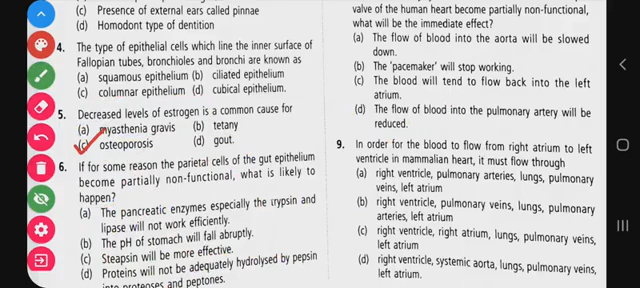 (c) Presence of external ears called pinnae
(d) Homodont type of dentition
4. The type of epithelial cells which line the inner surface of
Fallopian tubes, bronchioles and bronchi are known as
(a) squamous epithelium (b) ciliated epithelium
(c) columnar epithelium (d) cubical epithelium.
5. Decreased levels of estrogen is a common cause for
(a) myasthenia gravis (b) tetany
(c) osteoporosis (d) gout.
6. If for some reason the parietal cells of the gut epithelium
become partially non-functional, what is likely to
happen?
(a) The pancreatic enzymes especially the trypsin and
lipase will not work efficiently.
(b) The pH of stomach will fall abruptly.
(c) Steapsin will be more effective.
(d) Proteins will not be adequately hydrolysed by pepsin
into proteoses and peptones.
valve of the human heart become partially non-functional,
what will be the immediate effect?
(a) The flow of blood into the aorta will be slowed
down.
(b) The 'pacemaker' will stop working.
(c) The blood will tend to flow back into the left
atrium.
(d) The flow of blood into the pulmonary artery will be
reduced.
9. In order for the blood to flow from right atrium to left
ventricle in mammalian heart, it must flow through
(a) right ventricle, pulmonary arteries, lungs, pulmonary
veins, left atrium
(b) right ventricle, pulmonary veins, lungs, pulmonary
arteries, left atrium
(c) right ventricle, right atrium, lungs, pulmonary veins,
left atrium
(d) right ventricle, systemic aorta, lungs, pulmonary veins,
left atrium.